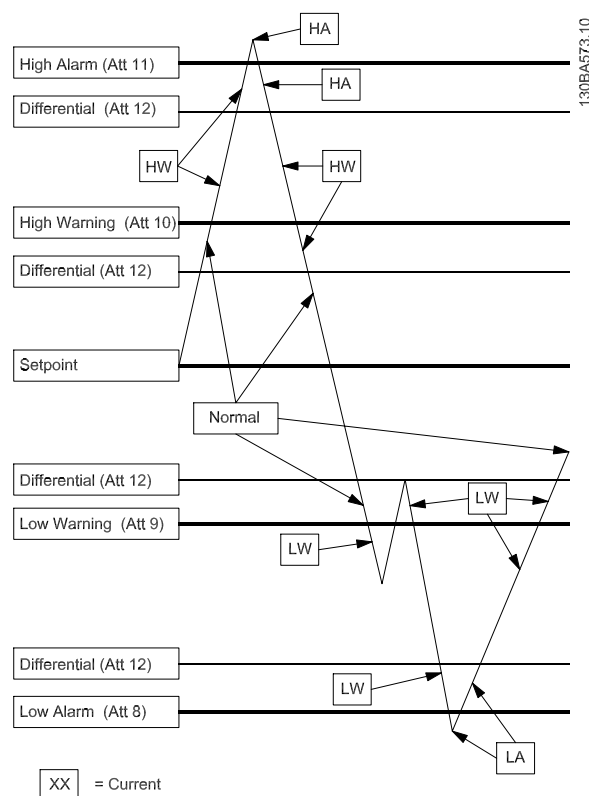 HA
130BA573.10
High Alarm (Att 11)
HA
Differential (Att 12)
HW
HW
High Warning (Att 10)
Differential (Att 12)
Setpoint
Normal
Differential (Att 12)
LW
Low Warning (Att 9)
LW
Differential (Att 12)
LW
Low Alarm (Att 8)
LA
XX = Current